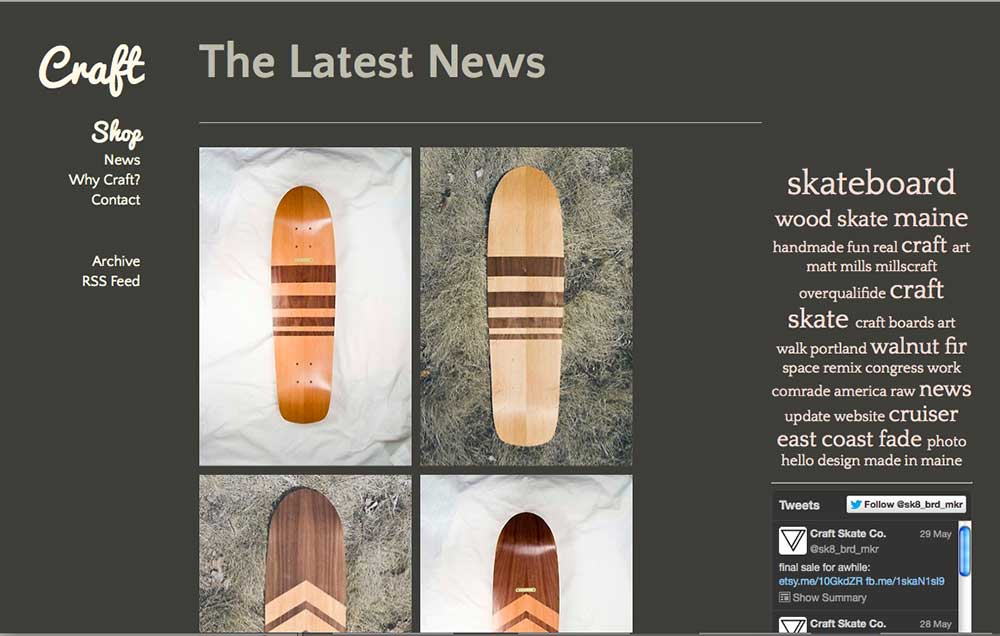 Craft
Shop
News
Why Craft?
Contact
Archive
RSS Feed
The Latest News
skateboard
wood skate maine
handmade fun real craft art
matt mills millscraft
overqualifide craft
skate craft boards art
walk portland walnut fir
space remix congress work
comrade america raw news
update website cruiser
east coast fade photo
hello design made in maine
Tweets
Follow @sk8_brd_mkr
Craft Skate Co. 29 May
@sk8_brd_mkr
final sale for awhile:
etsy.me/10GkdZR fb.me/1skaN1sI9
Show Summary
Craft Skate Co. 28 May